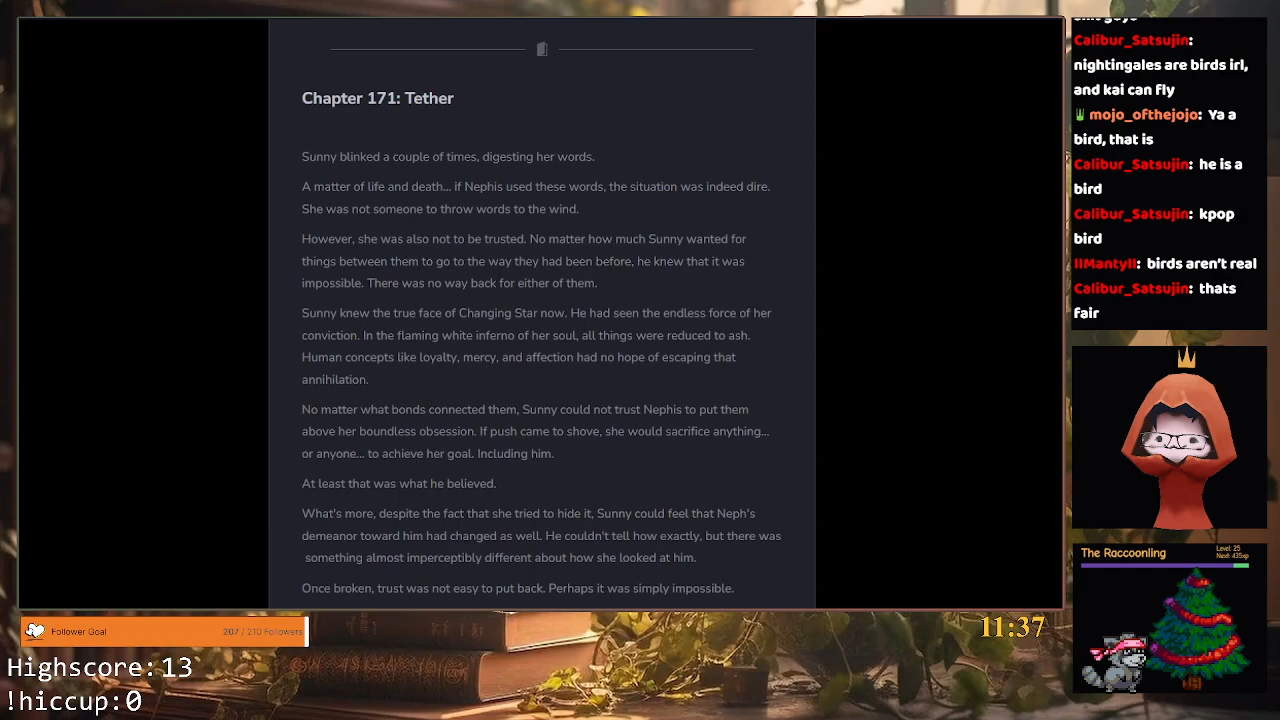 Chapter 171: Tether
Sunny blinked a couple of times, digesting her words.
A matter of life and death... if Nephis used these words, the situation was indeed dire.
She was not someone to throw words to the wind.
However, she was also not to be trusted. No matter how much Sunny wanted for
things between them to go to the way they had been before, he knew that it was
impossible. There was no way back for either of them.
Sunny knew the true face of Changing Star now. He had seen the endless force of her
conviction. In the flaming white inferno of her soul, all things were reduced to ash.
Human concepts like loyalty, mercy, and affection had no hope of escaping that
annihilation.
No matter what bonds connected them, Sunny could not trust Nephis to put them
above her boundless obsession. If push came to shove, she would sacrifice anything...
or anyone... to achieve her goal. Including him.
At least that was what he believed.
What's more, despite the fact that she tried to hide it, Sunny could feel that Neph's
demeanor toward him had changed as well. He couldn't tell how exactly, but there was
something almost imperceptibly different about how she looked at him.
Once broken, trust was not easy to put back. Perhaps it was simply impossible.
Calibur_Satsujin:
nightingales are birds irl,
and kai can fly
mojo_ofthejojo: Ya a
bird, that is
Calibur_Satsujin: he is a
bird
Calibur_Satsujin: kpop
bird
IIMantyII: birds aren't real
Calibur_Satsujin: thats
fair
The Raccoonling
Level: 25
Next: 435xp
Follower Goal
207 / 210 Followers
11:37
Highscore:13
!hiccup:0